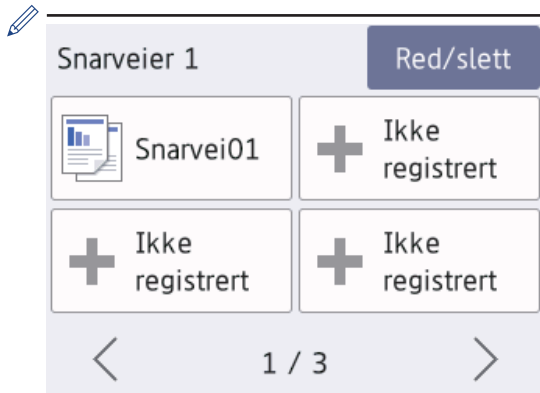 Snarveier 1
Red/slett
Snarvei01
Ikke
registrert
Ikke
registrert
Ikke
registrert
1 / 3